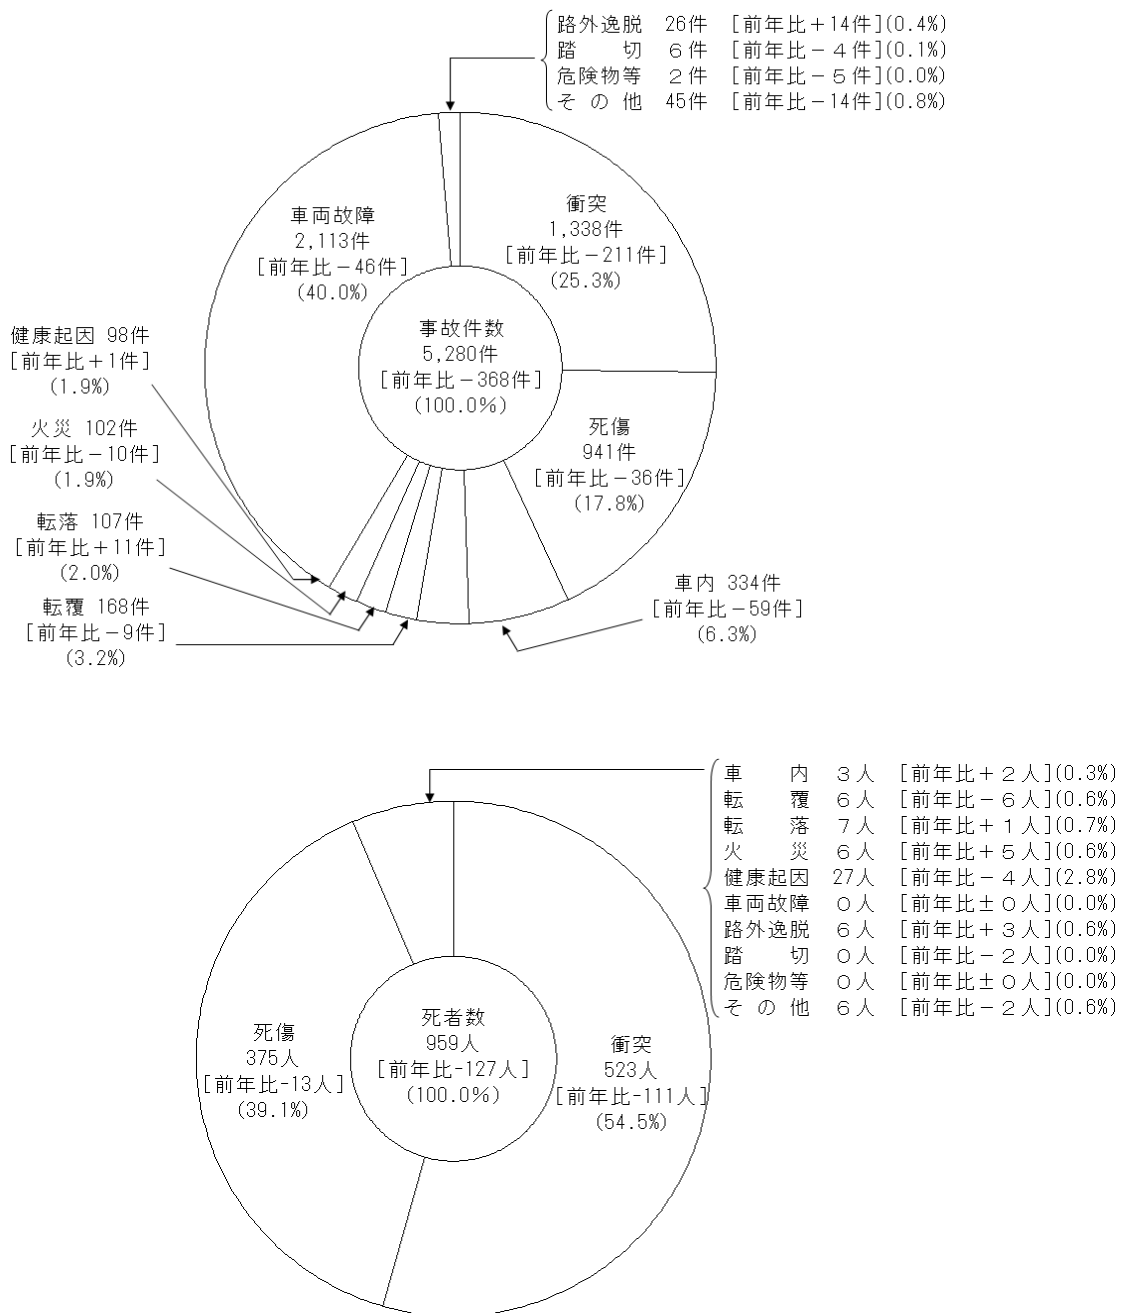 路外逸脱 26件 [前年比＋14件](0.4%)
踏 切 6件 [前年比－4件](0.1%)
危険物等 2件 [前年比－5件](0.0%)
その他 45件 [前年比－14件](0.8%)
車両故障
2,113件
[前年比－46件]
(40.0%)
衝突
1,338件
[前年比－211件]
(25.3%)
事故件数
5,280件
[前年比－368件]
(100.0%)
健康起因 98件
[前年比＋1件]
(1.9%)
火災 102件
[前年比－10件]
(1.9%)
死傷
941件
[前年比－36件]
(17.8%)
転落 107件
[前年比＋11件]
(2.0%)
転覆 168件
[前年比－9件]
(3.2%)
車内 334件
[前年比－59件]
(6.3%)
車 内 3人 [前年比＋2人](0.3%)
転 覆 6人 [前年比－6人](0.6%)
転 落 7人 [前年比＋1人](0.7%)
火 災 6人 [前年比＋5人](0.6%)
健康起因 27人 [前年比－4人](2.8%)
車両故障 0人 [前年比±0人](0.0%)
路外逸脱 6人 [前年比＋3人](0.6%)
踏 切 0人 [前年比－2人](0.0%)
危険物等 0人 [前年比±0人](0.0%)
その他 6人 [前年比－2人](0.6%)
死傷
375人
[前年比-13人]
(39.1%)
死者数
959人
[前年比-127人]
(100.0%)
衝突
523人
[前年比-111人]
(54.5%)